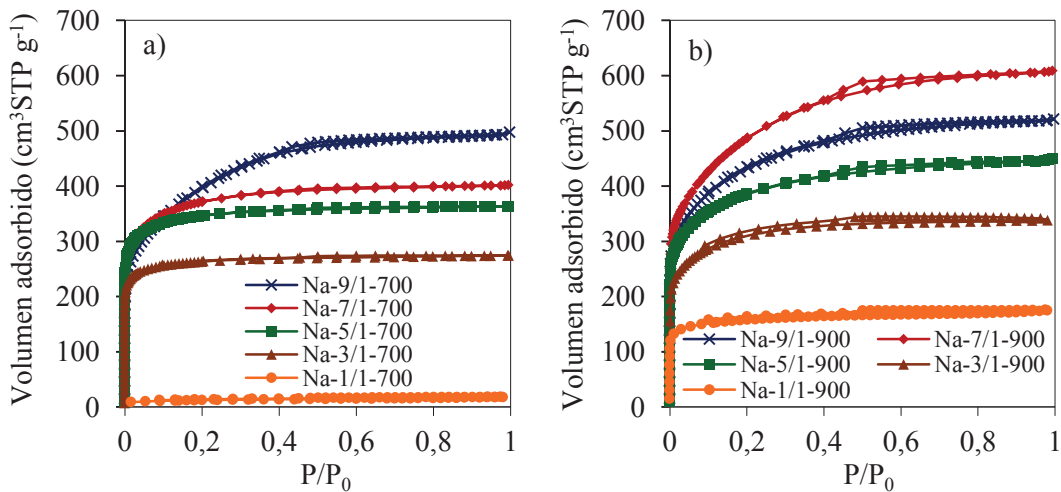 a)
Volumen adsorbido (cm³STP g⁻¹)
700
600
500
400
300
200
100
0
Na-9/1-700
Na-7/1-700
Na-5/1-700
Na-3/1-700
Na-1/1-700
0 0,2 0,4 0,6 0,8 1
P/P₀
b)
Volumen adsorbido (cm³STP g⁻¹)
700
600
500
400
300
200
100
0
Na-9/1-900 Na-7/1-900
Na-5/1-900 Na-3/1-900
Na-1/1-900
0 0,2 0,4 0,6 0,8 1
P/P₀